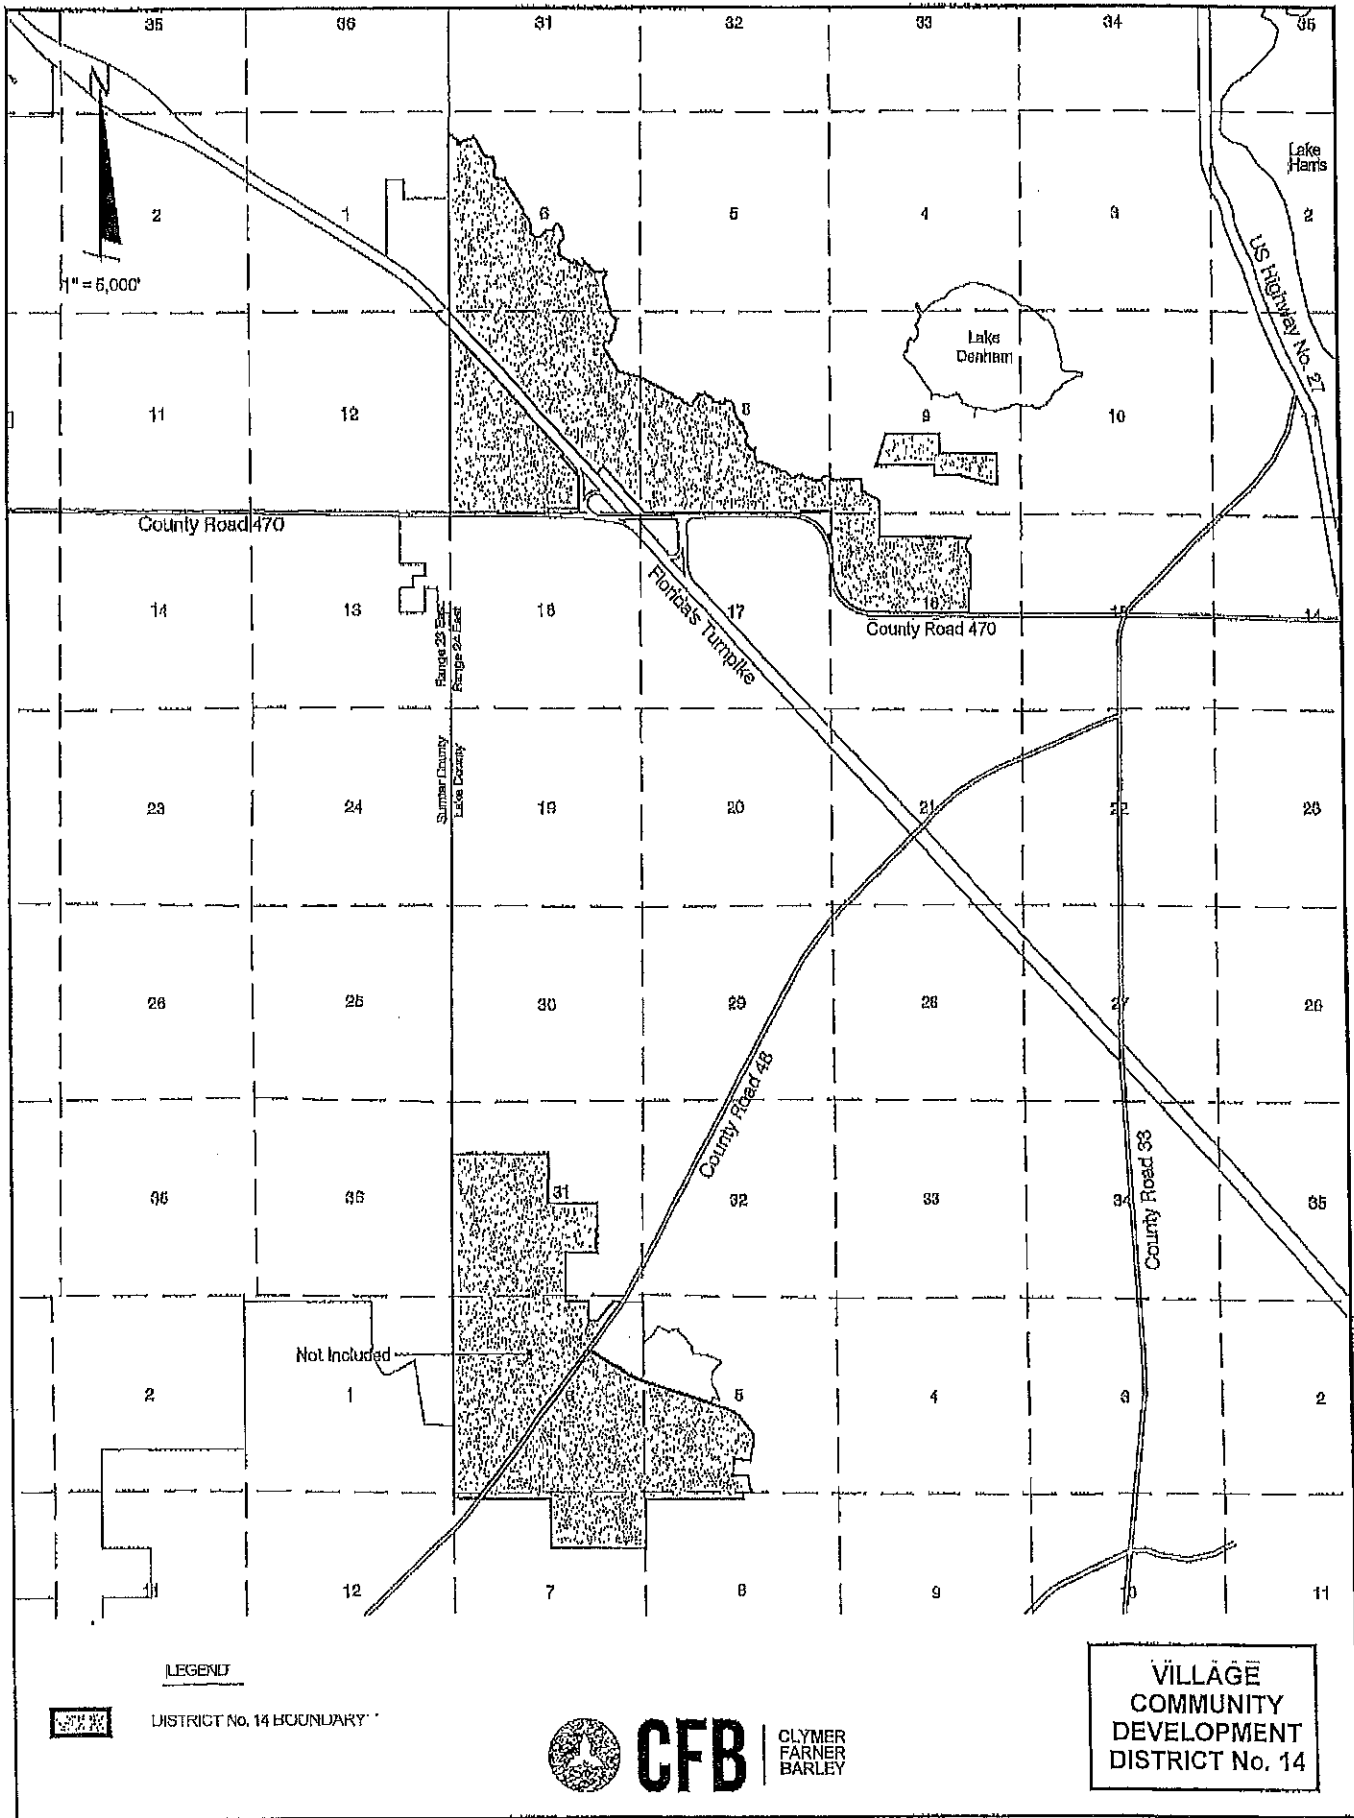 35 36 31 32 33 34 35
N
Lake
Harris
2 1 6 5 4 3 2
1" = 5,000'
US Highway No. 27
Lake
Denham
11 12 8 9 10
County Road 470
14 13 18 17 16 15 14
Florida's Turnpike
County Road 470
Range 23 East
Range 24 East
Sumter County
Lake County
23 24 19 20 21 22 23
26 25 30 29 28 27 26
County Road 48
County Road 33
35 36 31 32 33 34 35
Not Included
2 1 6 5 4 3 2
11 12 7 8 9 10 11
LEGEND
DISTRICT No. 14 BOUNDARY
CFB
CLYMER
FARNER
BARLEY
VILLAGE
COMMUNITY
DEVELOPMENT
DISTRICT No. 14